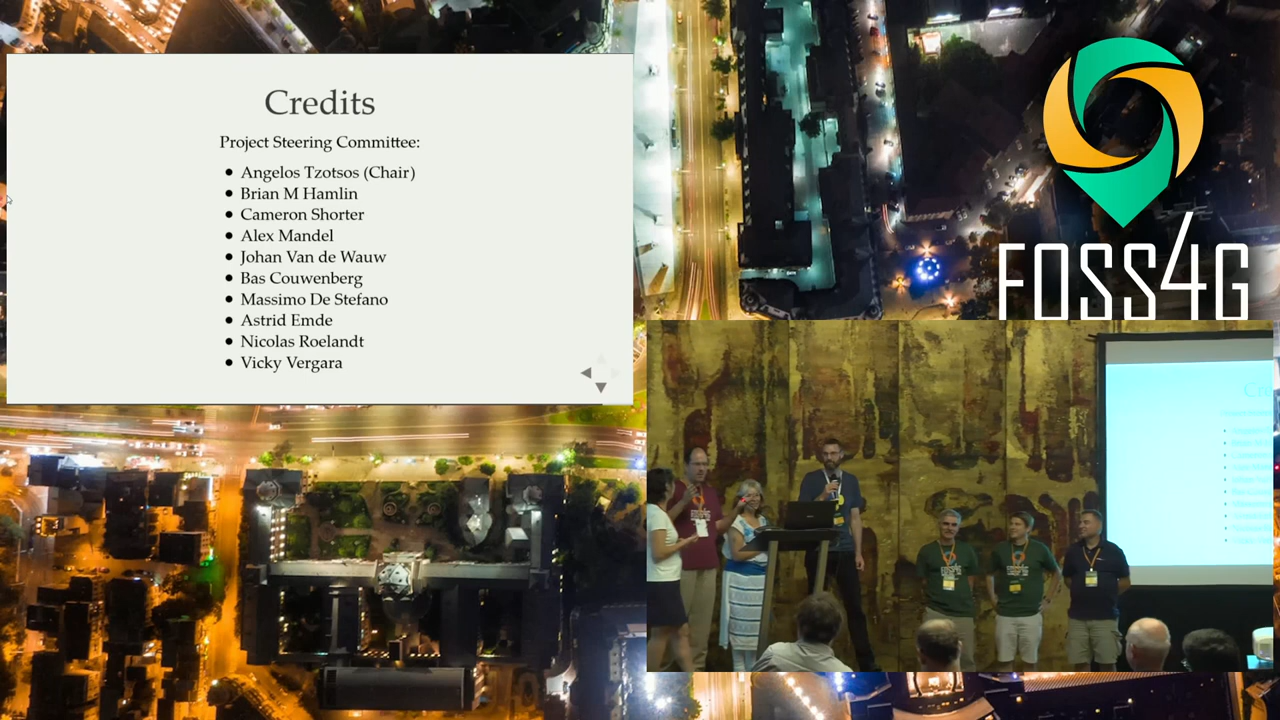 Credits
Project Steering Committee:
Angelos Tzotsos (Chair)
Brian M Hamlin
Cameron Shorter
Alex Mandel
Johan Van de Wauw
Bas Couwenberg
Massimo De Stefano
Astrid Emde
Nicolas Roelandt
Vicky Vergara
FOSS4G